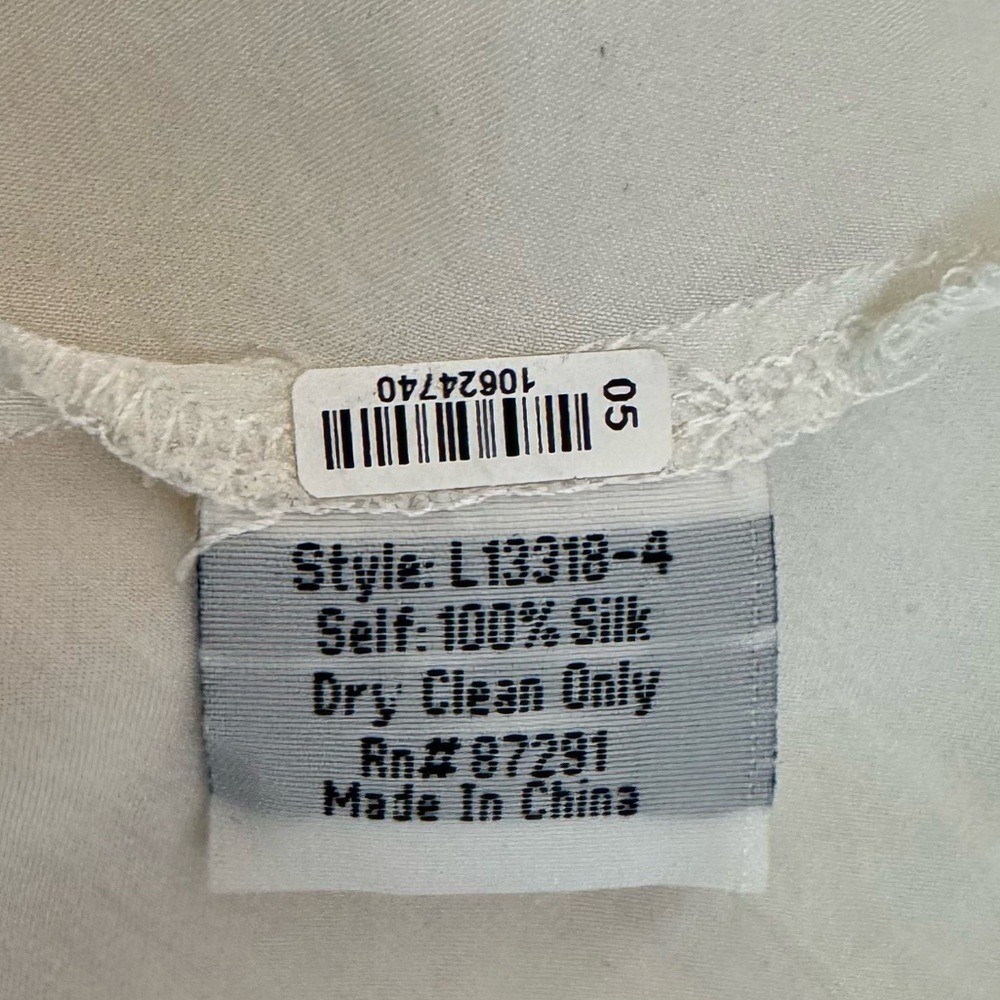 10624740
05
Style: L13318-4
Self: 100% Silk
Dry Clean Only
Rn# 87291
Made In China